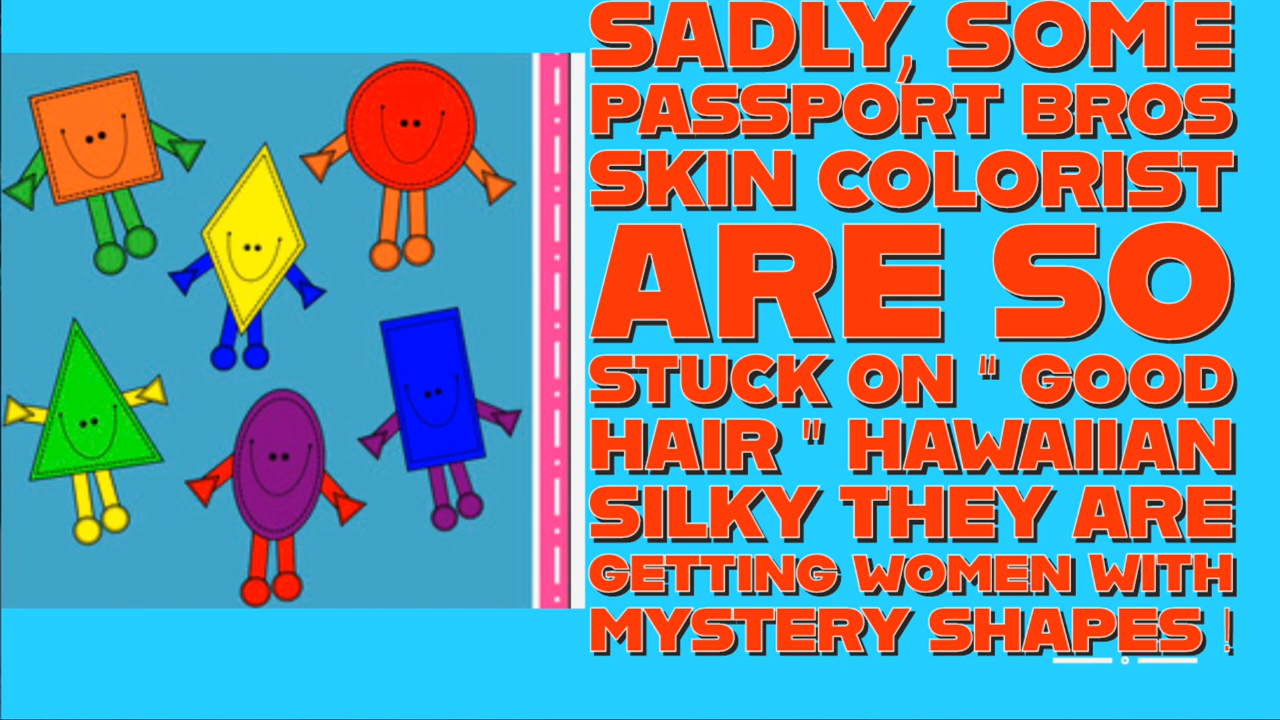 SADLY, SOME
PASSPORT BROS
SKIN COLORIST
ARE SO
STUCK ON " GOOD
HAIR " HAWAIIAN
SILKY THEY ARE
GETTING WOMEN WITH
MYSTERY SHAPES !